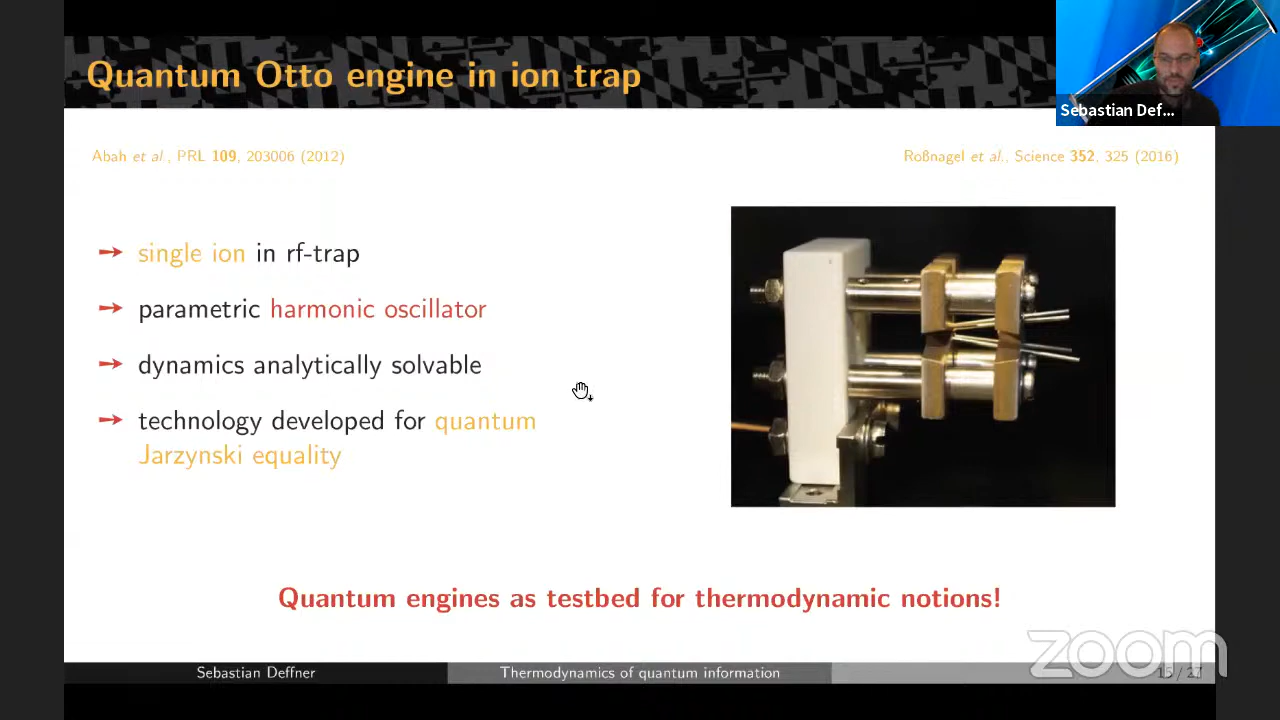 Quantum Otto engine in ion trap
Sebastian Def...
Abah et al., PRL 109, 203006 (2012)
Roßnagel et al., Science 352, 325 (2016)
→ single ion in rf-trap
→ parametric harmonic oscillator
→ dynamics analytically solvable
→ technology developed for quantum
Jarzynski equality
Quantum engines as testbed for thermodynamic notions!
zoom
Sebastian Deffner
Thermodynamics of quantum information
15 / 27